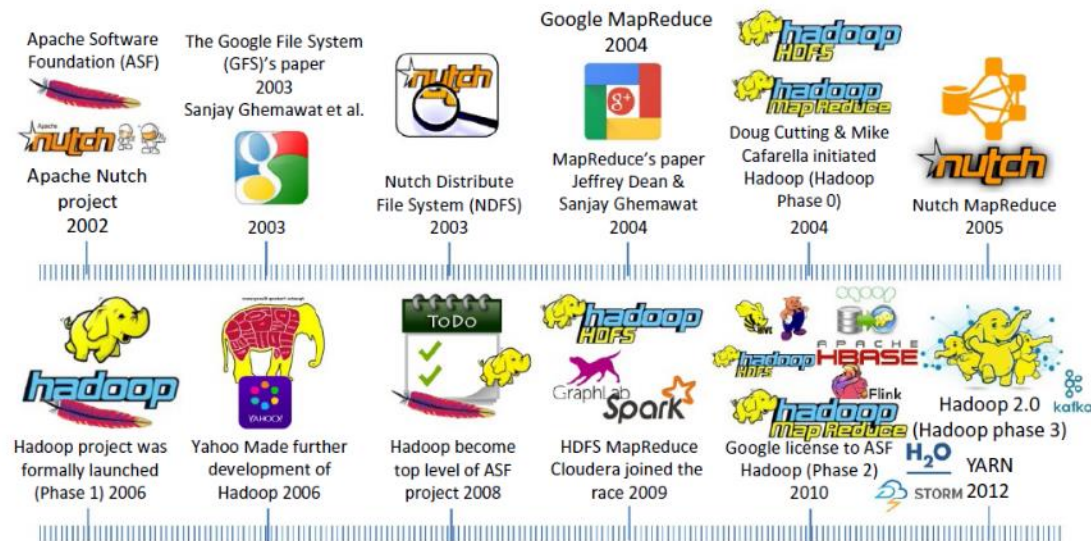 Apache Software
Foundation (ASF)
Apache
nutch
Apache Nutch
project
2002
The Google File System
(GFS)'s paper
2003
Sanjay Ghemawat et al.
g
2003
nutch
Nutch Distribute
File System (NDFS)
2003
Google MapReduce
2004
g+
MapReduce's paper
Jeffrey Dean &
Sanjay Ghemawat
2004
hadoop
HDFS
hadoop
Map Reduce
Doug Cutting & Mike
Cafarella initiated
Hadoop (Hadoop
Phase 0)
2004
nutch
Nutch MapReduce
2005
hadoop
Hadoop project was
formally launched
(Phase 1) 2006
YAHOO!
Yahoo Made further
development of
Hadoop 2006
ToDo
Hadoop become
top level of ASF
project 2008
hadoop
HDFS
GraphLab
Spark
HDFS MapReduce
Cloudera joined the
race 2009
HIVE
sqoop
APACHE
HBASE
hadoop
HDFS
Flink
hadoop
Map Reduce
Google license to ASF
Hadoop (Phase 2)
2010
kafka
Hadoop 2.0
(Hadoop phase 3)
H2O
STORM
YARN
2012